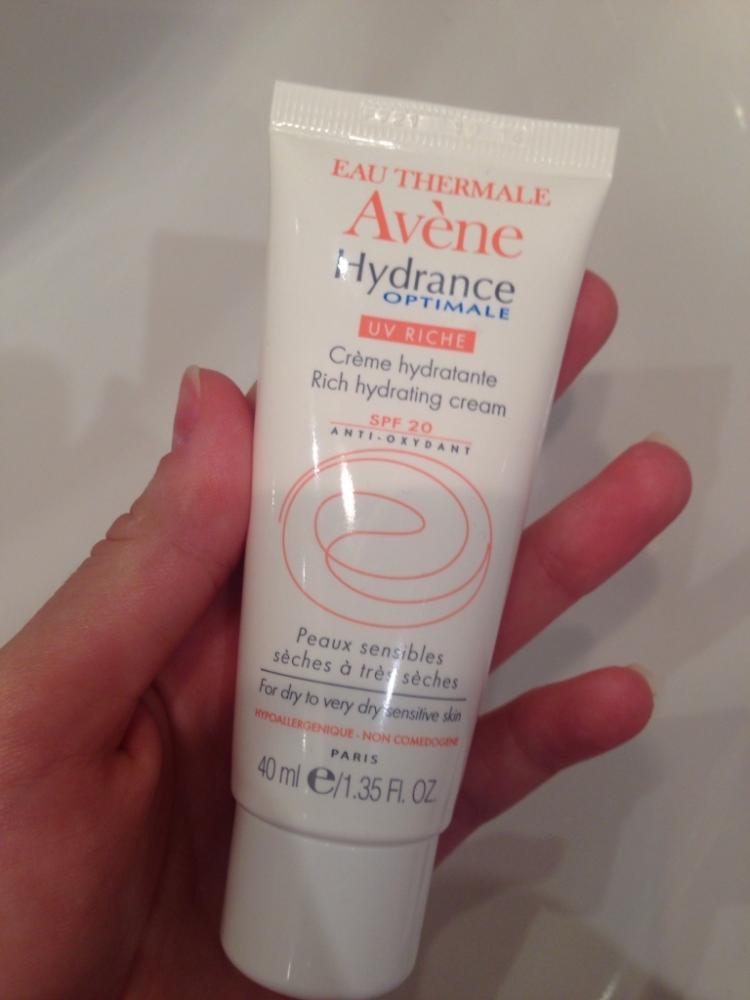 EAU THERMALE
Avène
Hydrance
OPTIMALE
UV RICHE
Crème hydratante
Rich hydrating cream
SPF 20
ANTI-OXYDANT
Peaux sensibles
sèches à très sèches
For dry to very dry sensitive skin
HYPOALLERGENIQUE - NON COMEDOGENE
PARIS
40 ml e/1.35 Fl. OZ.